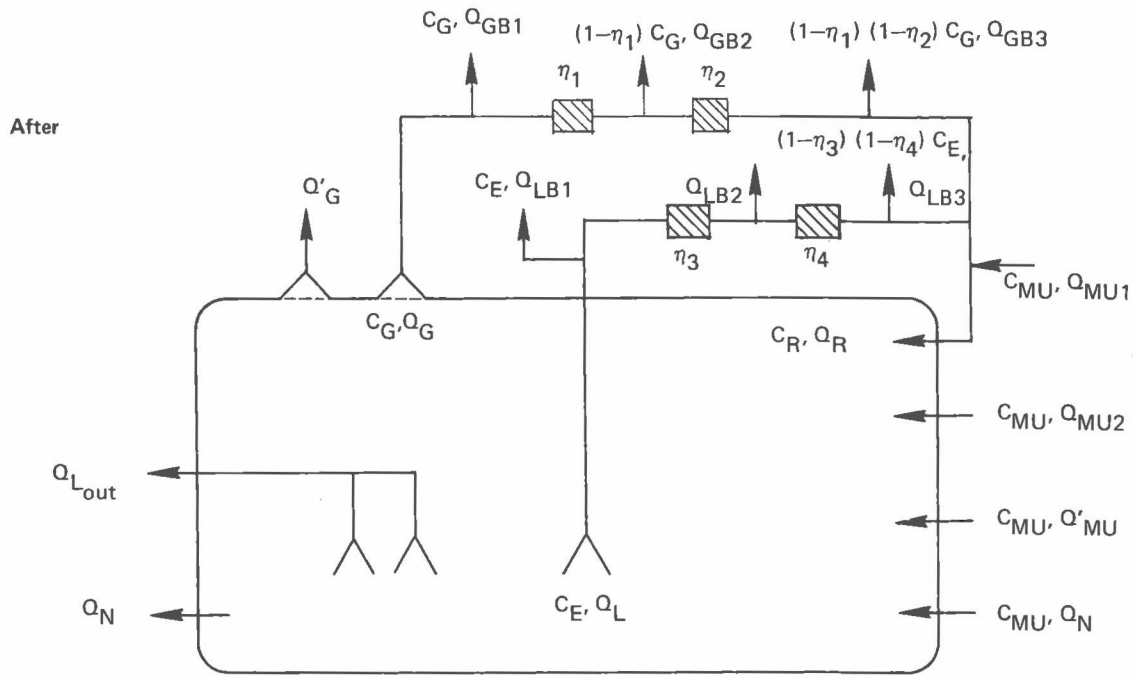 C_G, Q_GB1
(1–η_1) C_G, Q_GB2
(1–η_1) (1–η_2) C_G, Q_GB3
η_1
η_2
After
(1–η_3) (1–η_4) C_E,
Q'_G
C_E, Q_LB1
Q_LB2
Q_LB3
η_3
η_4
C_MU, Q_MU1
C_G,Q_G
C_R, Q_R
C_MU, Q_MU2
Q_Lout
C_MU, Q'_MU
Q_N
C_E, Q_L
C_MU, Q_N